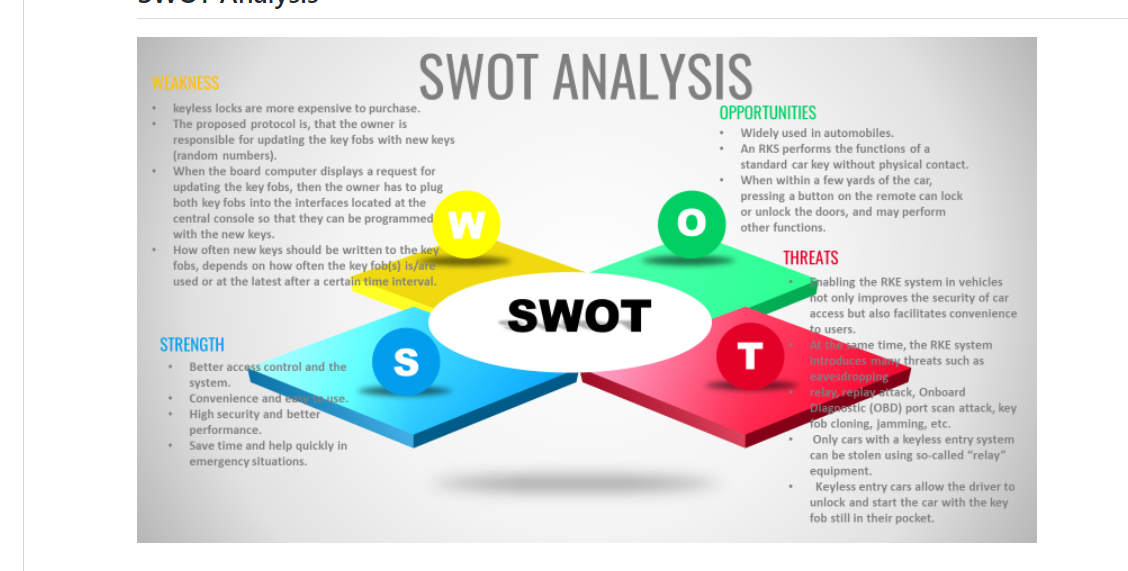 SWOT Analysis
SWOT ANALYSIS
WEAKNESS
• keyless locks are more expensive to purchase.
• The proposed protocol is, that the owner is
responsible for updating the key fobs with new keys
(random numbers).
• When the board computer displays a request for
updating the key fobs, then the owner has to plug
both key fobs into the interfaces located at the
central console so that they can be programmed
with the new keys.
• How often new keys should be written to the key
fobs, depends on how often the key fob(s) is/are
used or at the latest after a certain time interval.
OPPORTUNITIES
• Widely used in automobiles.
• An RKS performs the functions of a
standard car key without physical contact.
• When within a few yards of the car,
pressing a button on the remote can lock
or unlock the doors, and may perform
other functions.
W
O
SWOT
S
T
STRENGTH
• Better access control and the
system.
• Convenience and easy to use.
• High security and better
performance.
• Save time and help quickly in
emergency situations.
THREATS
• Enabling the RKE system in vehicles
not only improves the security of car
access but also facilitates convenience
to users.
• At the same time, the RKE system
introduces many threats such as
eavesdropping
• relay, replay attack, Onboard
Diagnostic (OBD) port scan attack, key
fob cloning, jamming, etc.
• Only cars with a keyless entry system
can be stolen using so-called “relay”
equipment.
• Keyless entry cars allow the driver to
unlock and start the car with the key
fob still in their pocket.